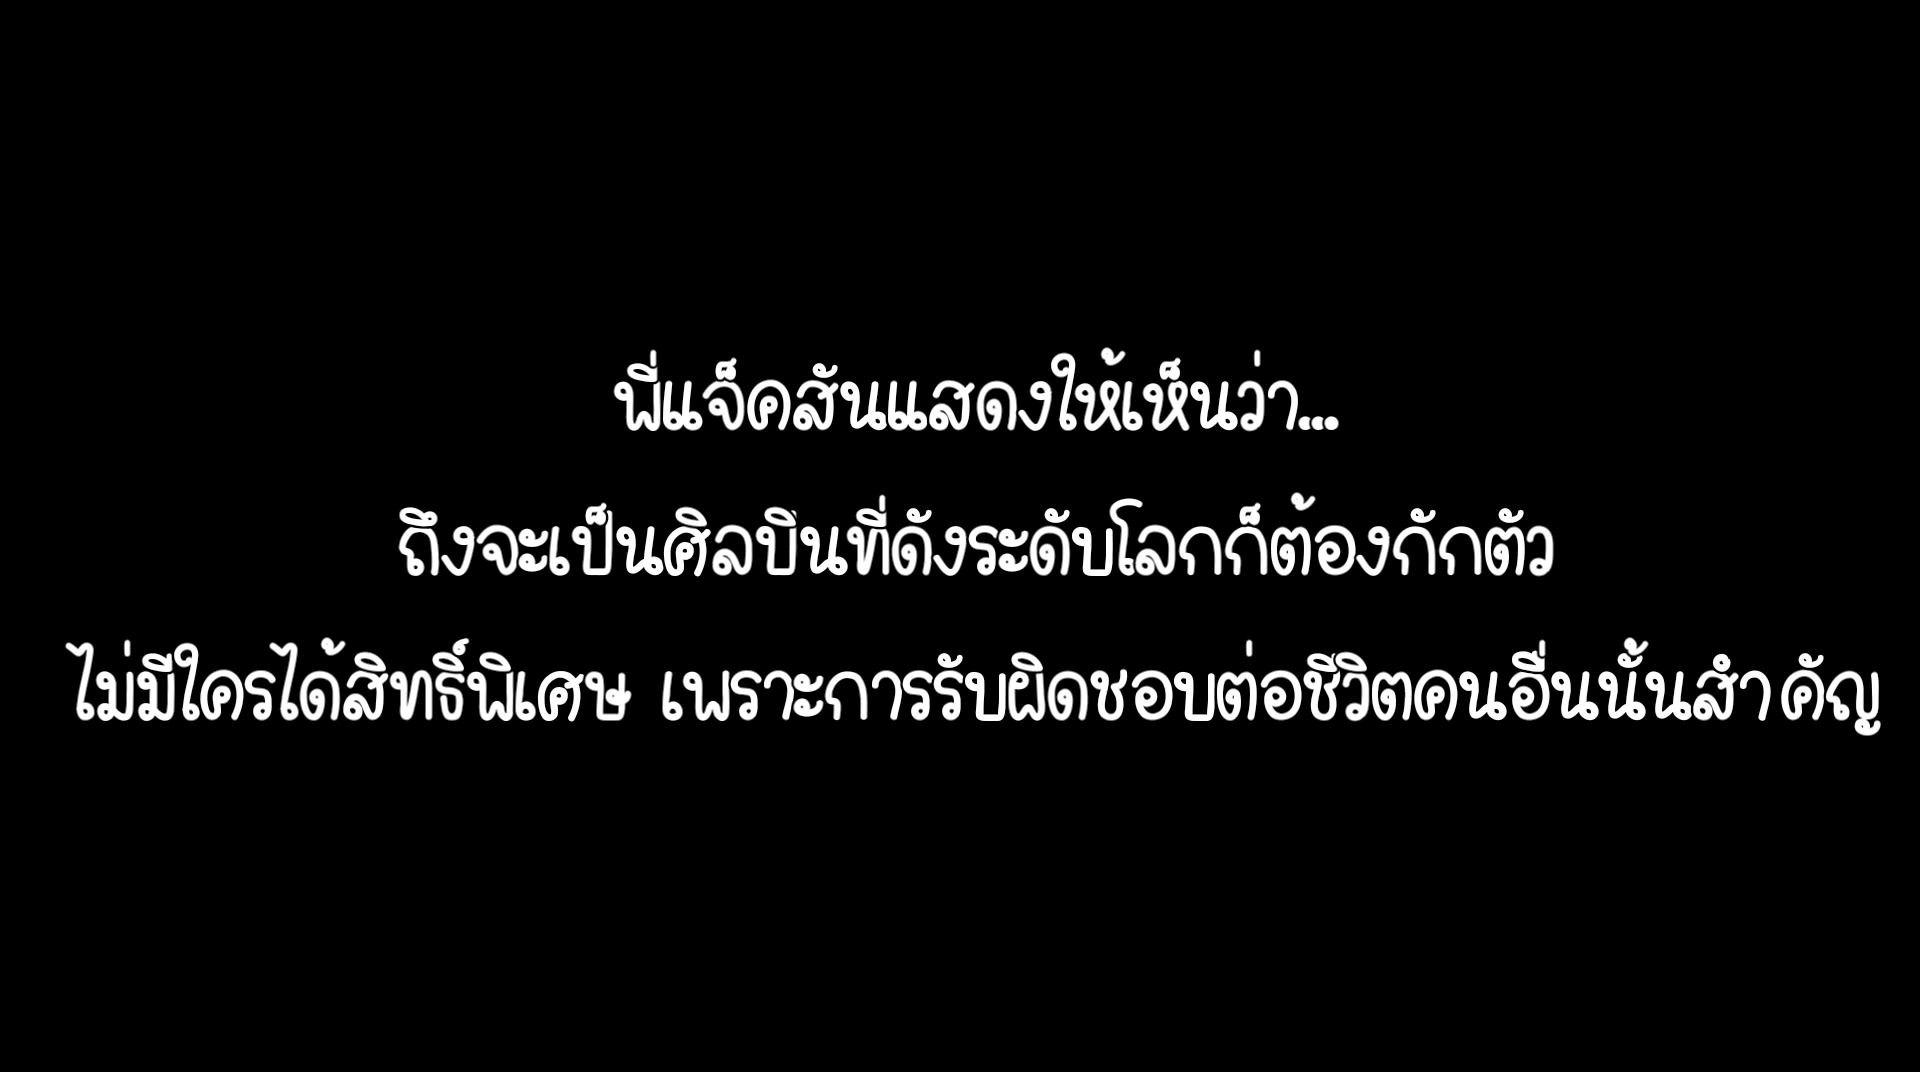 พี่แจ็คสันแสดงให้เห็นว่า...
ถึงจะเป็นศิลปินที่ดังระดับโลกก็ต้องกักตัว
ไม่มีใครได้สิทธิ์พิเศษ เพราะการรับผิดชอบต่อชีวิตคนอื่นนั้นสำคัญ